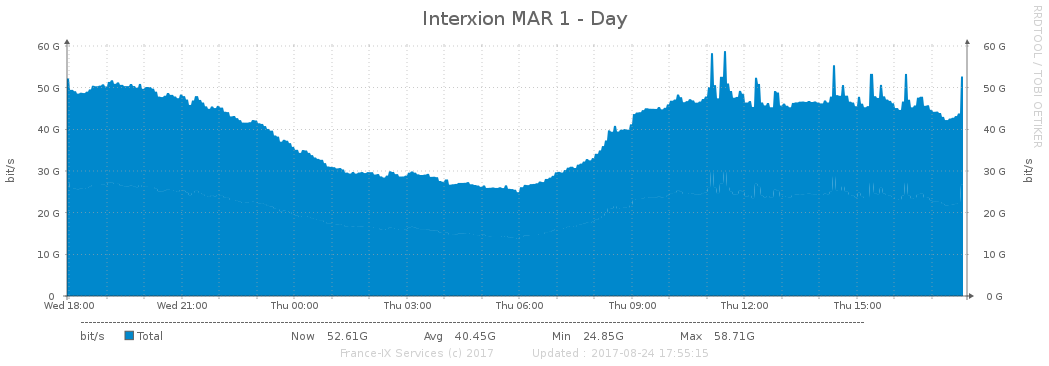 Interxion MAR 1 - Day
RRDTOOL / TOBI OETIKER
60 G 60 G
50 G 50 G
40 G 40 G
30 G 30 G
20 G 20 G
10 G 10 G
0 0 G
bit/s bit/s
Wed 18:00 Wed 21:00 Thu 00:00 Thu 03:00 Thu 06:00 Thu 09:00 Thu 12:00 Thu 15:00
bit/s Total Now 52.61G Avg 40.45G Min 24.85G Max 58.71G
France-IX Services (c) 2017 Updated : 2017-08-24 17:55:15